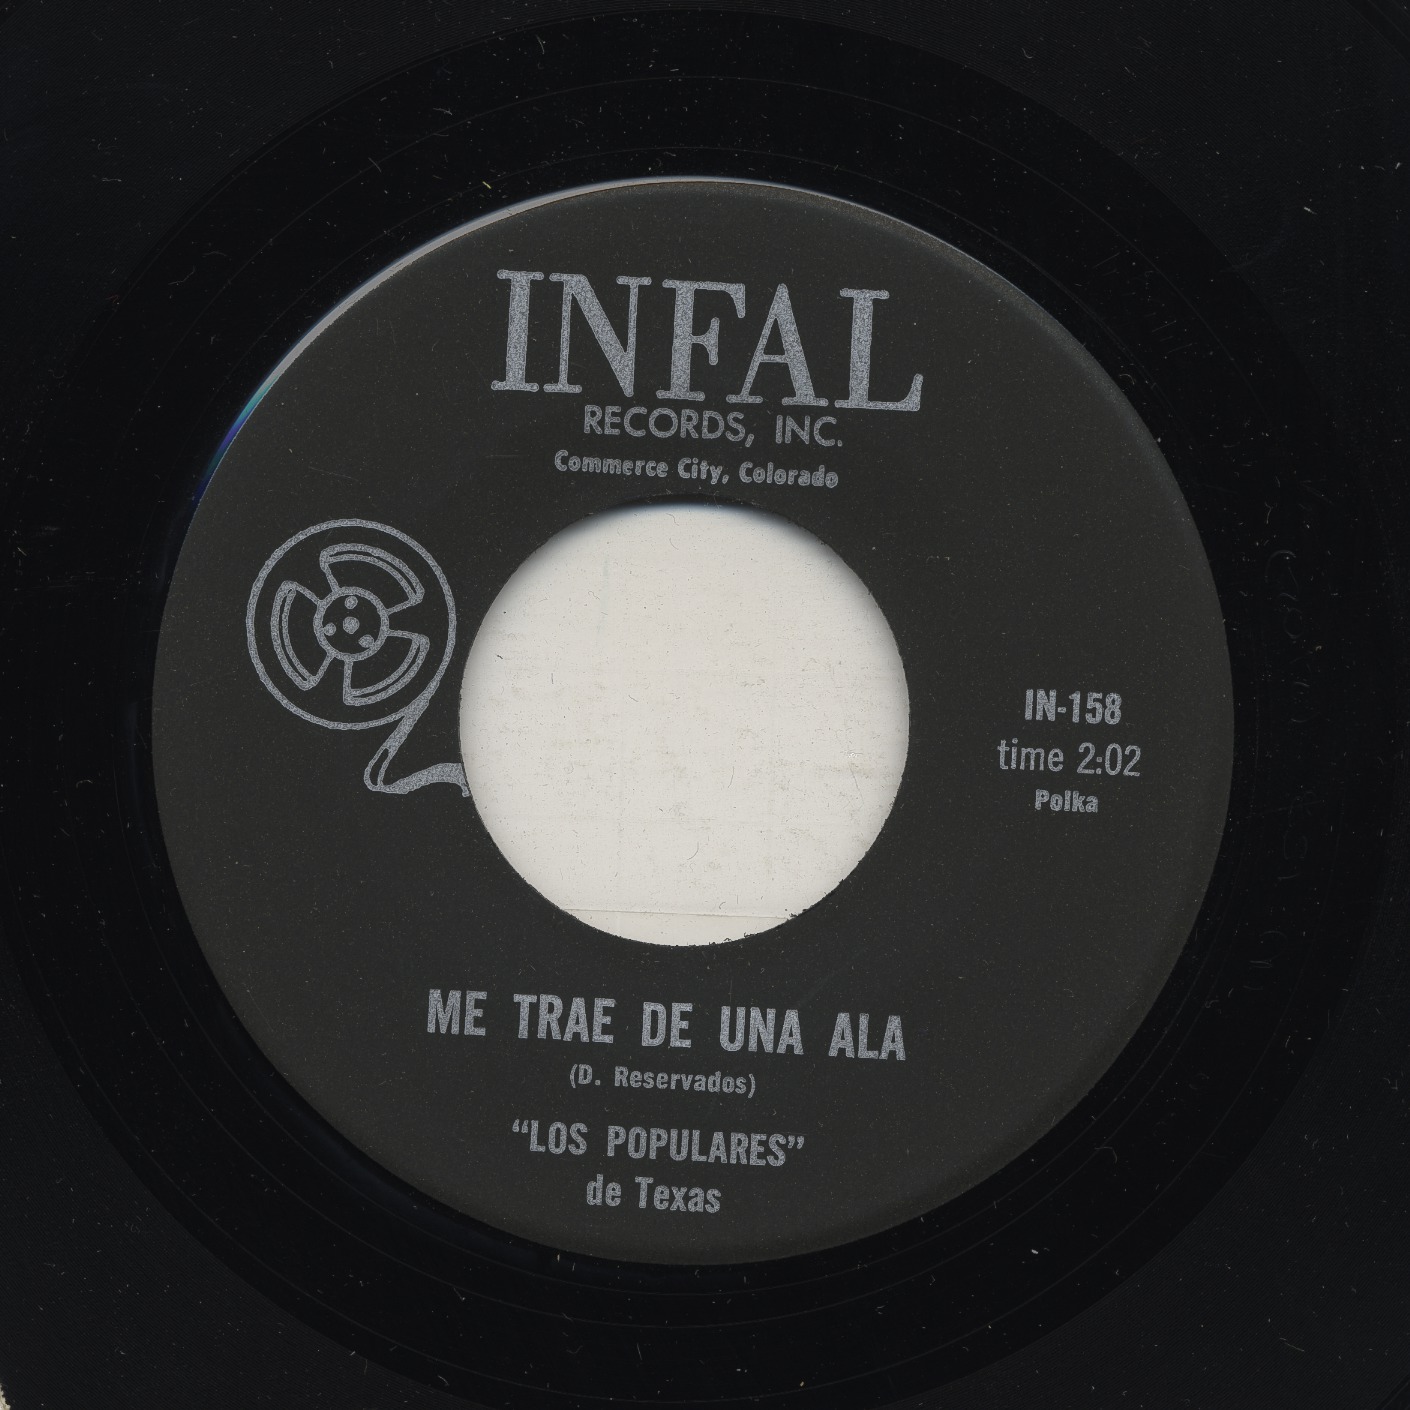 INFAL
RECORDS, INC.
Commerce City, Colorado
IN-158
time 2:02
Polka
ME TRAE DE UNA ALA
(D. Reservados)
“LOS POPULARES”
de Texas